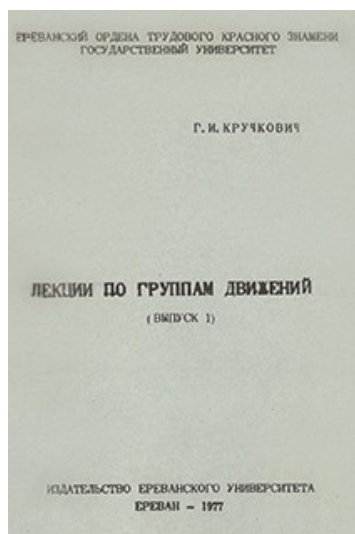 ЕРЕВАНСКИЙ ОРДЕНА ТРУДОВОГО КРАСНОГО ЗНАМЕНИ
ГОСУДАРСТВЕННЫЙ УНИВЕРСИТЕТ
Г. И. КРУЧКОВИЧ
ЛЕКЦИИ ПО ГРУППАМ ДВИЖЕНИЙ
(ВЫПУСК 1)
ИЗДАТЕЛЬСТВО ЕРЕВАНСКОГО УНИВЕРСИТЕТА
ЕРЕВАН – 1977